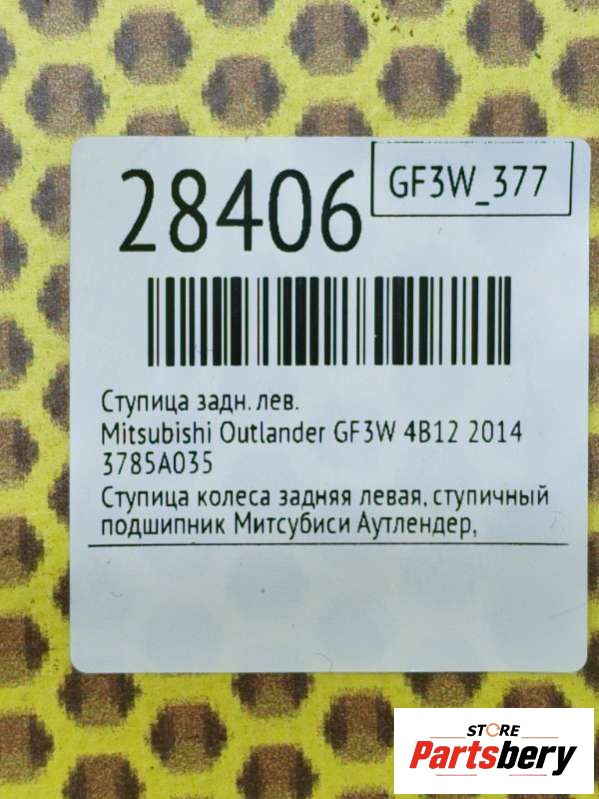 28406
GF3W_377
Ступица задн. лев.
Mitsubishi Outlander GF3W 4B12 2014
3785A035
Ступица колеса задняя левая, ступичный
подшипник Митсубиси Аутлендер,
STORE
Partsbery